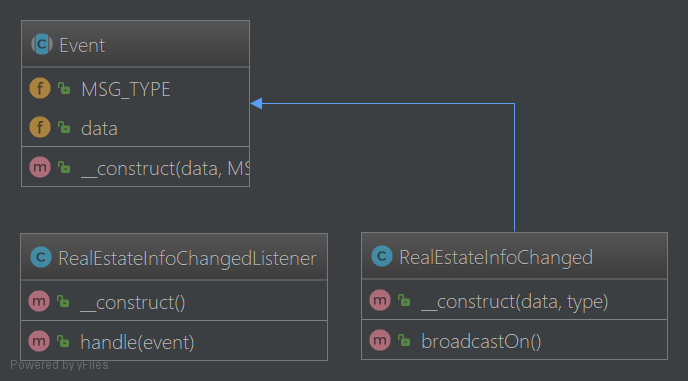 C Event
f MSG_TYPE
f data
m __construct(data, MS
C RealEstateInfoChangedListener
m __construct()
m handle(event)
C RealEstateInfoChanged
m __construct(data, type)
m broadcastOn()
Powered by yFiles